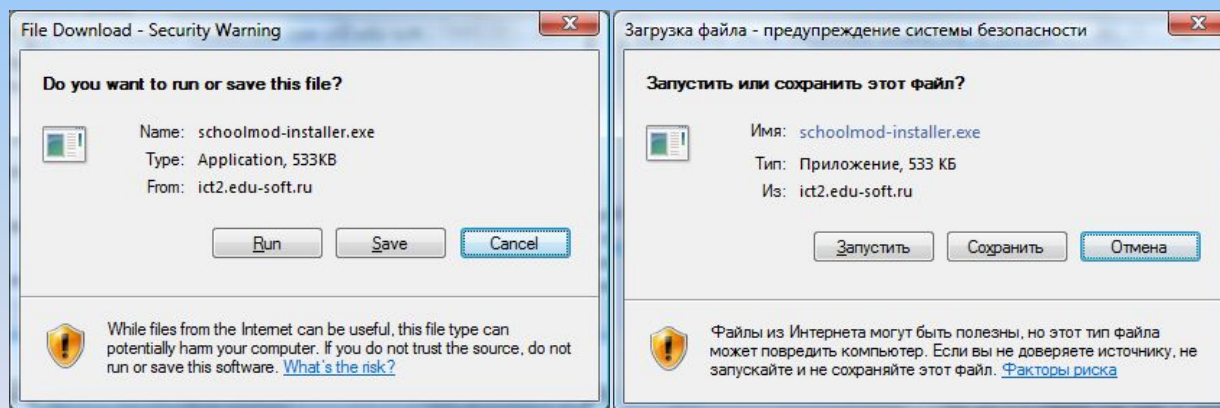 File Download - Security Warning
Do you want to run or save this file?
Name: schoolmod-installer.exe
Type: Application, 533KB
From: ict2.edu-soft.ru
Run Save Cancel
While files from the Internet can be useful, this file type can
potentially harm your computer. If you do not trust the source, do not
run or save this software. What's the risk?
Загрузка файла - предупреждение системы безопасности
Запустить или сохранить этот файл?
Имя: schoolmod-installer.exe
Тип: Приложение, 533 КБ
Из: ict2.edu-soft.ru
Запустить Сохранить Отмена
Файлы из Интернета могут быть полезны, но этот тип файла
может повредить компьютер. Если вы не доверяете источнику, не
запускайте и не сохраняйте этот файл. Факторы риска